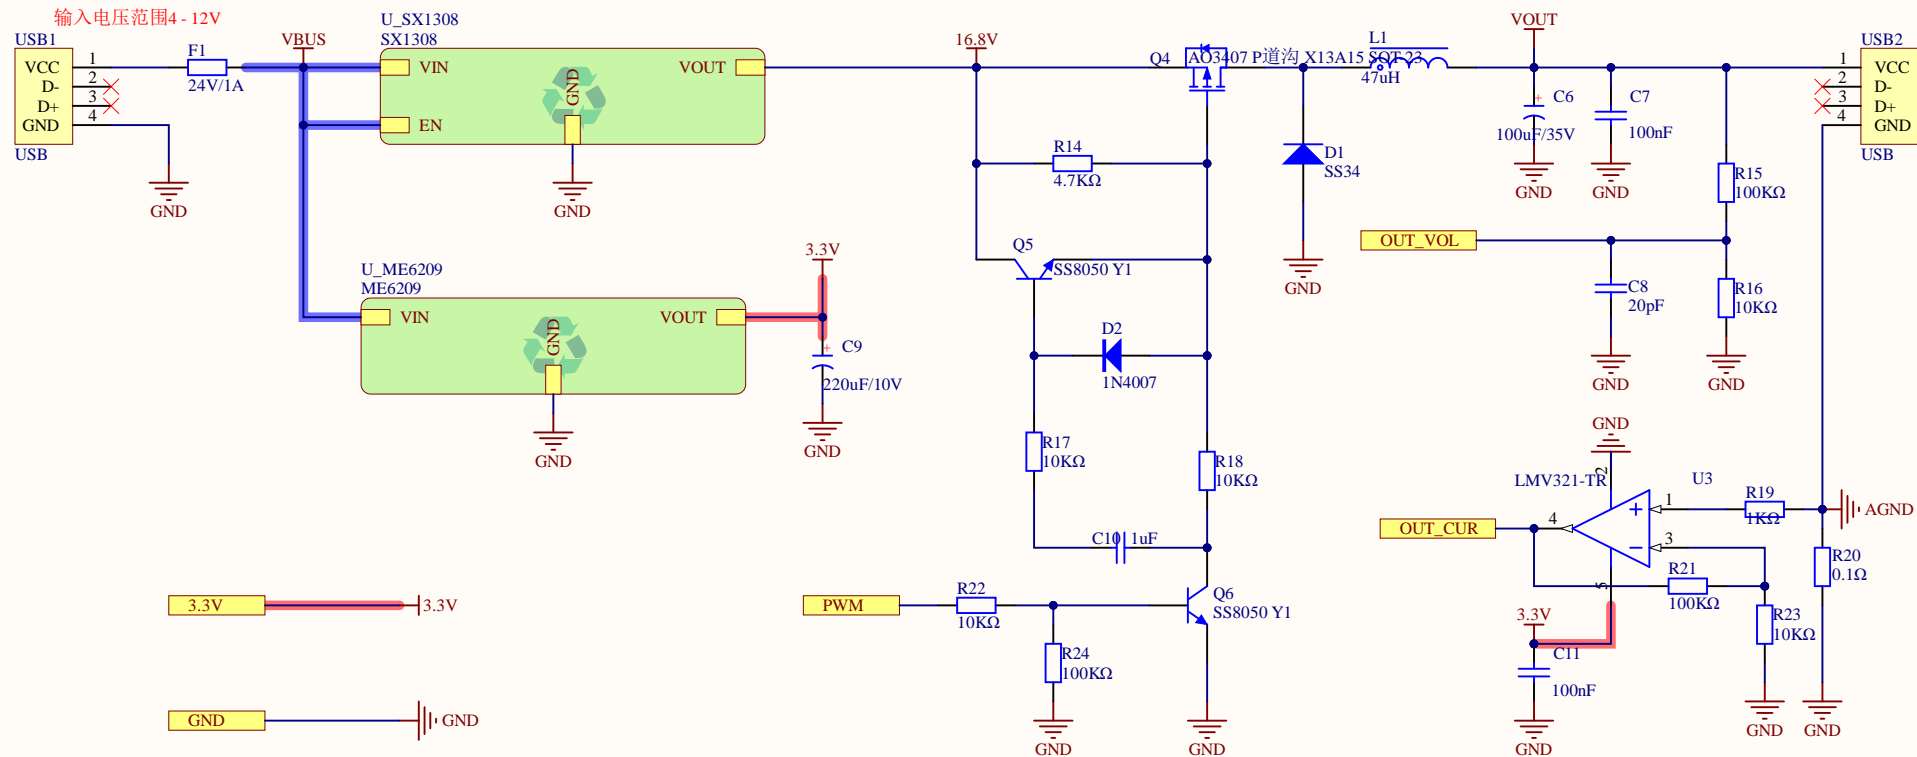 输入电压范围4 - 12V
USB1
VCC 1
D- 2
D+ 3
GND 4
USB
GND
F1
24V/1A
VBUS
U_SX1308
SX1308
VIN
EN
GND
VOUT
GND
U_ME6209
ME6209
VIN
GND
VOUT
GND
3.3V
C9
220uF/10V
GND
16.8V
Q4
AO3407 P道沟 X13A15 SOT-23
R14
4.7KΩ
Q5
SS8050 Y1
D2
1N4007
R17
10KΩ
R18
10KΩ
C10 1uF
PWM
R22
10KΩ
R24
100KΩ
GND
Q6
SS8050 Y1
GND
D1
SS34
GND
L1
47uH
VOUT
C6
100uF/35V
GND
C7
100nF
GND
USB2
1 VCC
2 D-
3 D+
4 GND
USB
R15
100KΩ
OUT_VOL
C8
20pF
GND
R16
10KΩ
GND
GND
LMV321-TR
U3
2
1
3
4
5
OUT_CUR
R19
1KΩ
AGND
R20
0.1Ω
GND
R21
100KΩ
R23
10KΩ
GND
3.3V
C11
100nF
GND
3.3V 3.3V
GND GND